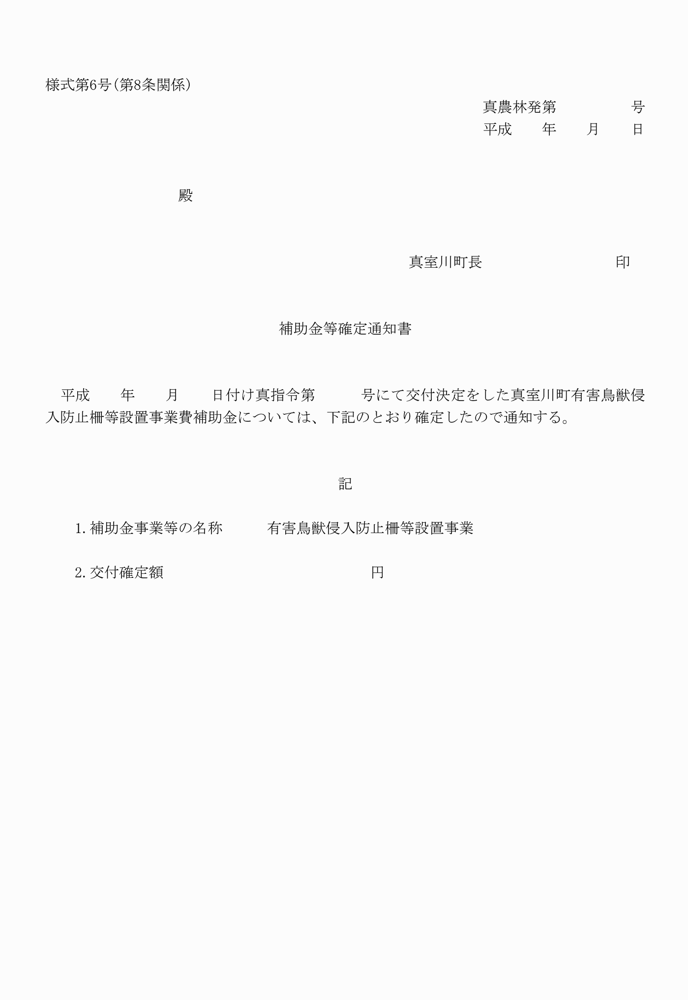 様式第6号(第8条関係)
真農林発第　　　　　号
平成　　年　　月　　日
殿
真室川町長　　　　　　　　　印
補助金等確定通知書
平成　　年　　月　　日付け真指令第　　　号にて交付決定をした真室川町有害鳥獣侵
入防止柵等設置事業費補助金については、下記のとおり確定したので通知する。
記
1.補助金事業等の名称　　　有害鳥獣侵入防止柵等設置事業
2.交付確定額　　　　　　　　　　　　　　円